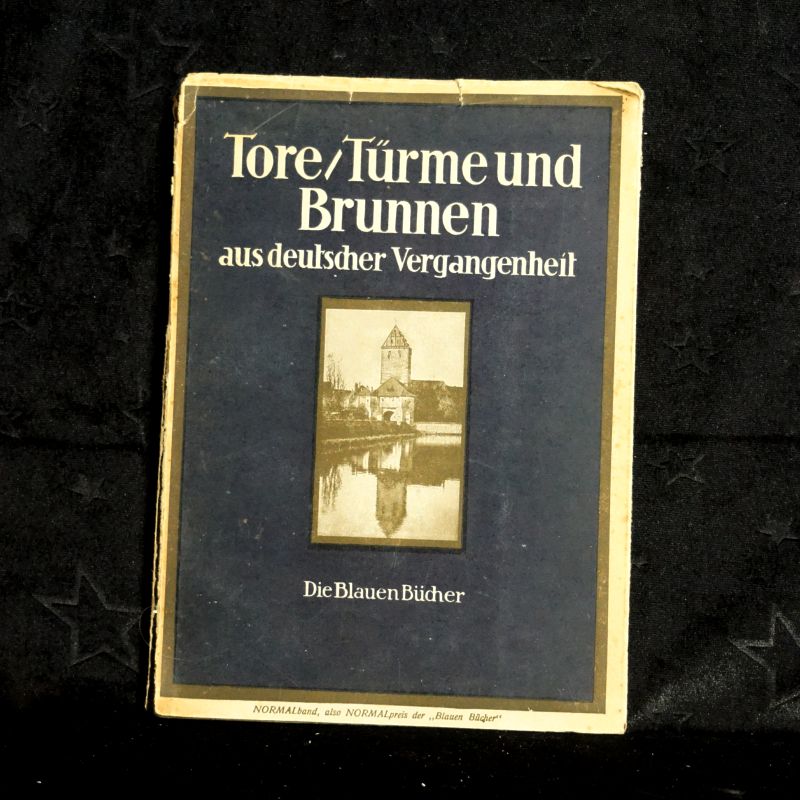 Tore/Türme und
Brunnen
aus deutscher Vergangenheit
Die Blauen Bücher
NORMALband, also NORMALpreis der „Blauen Bücher“